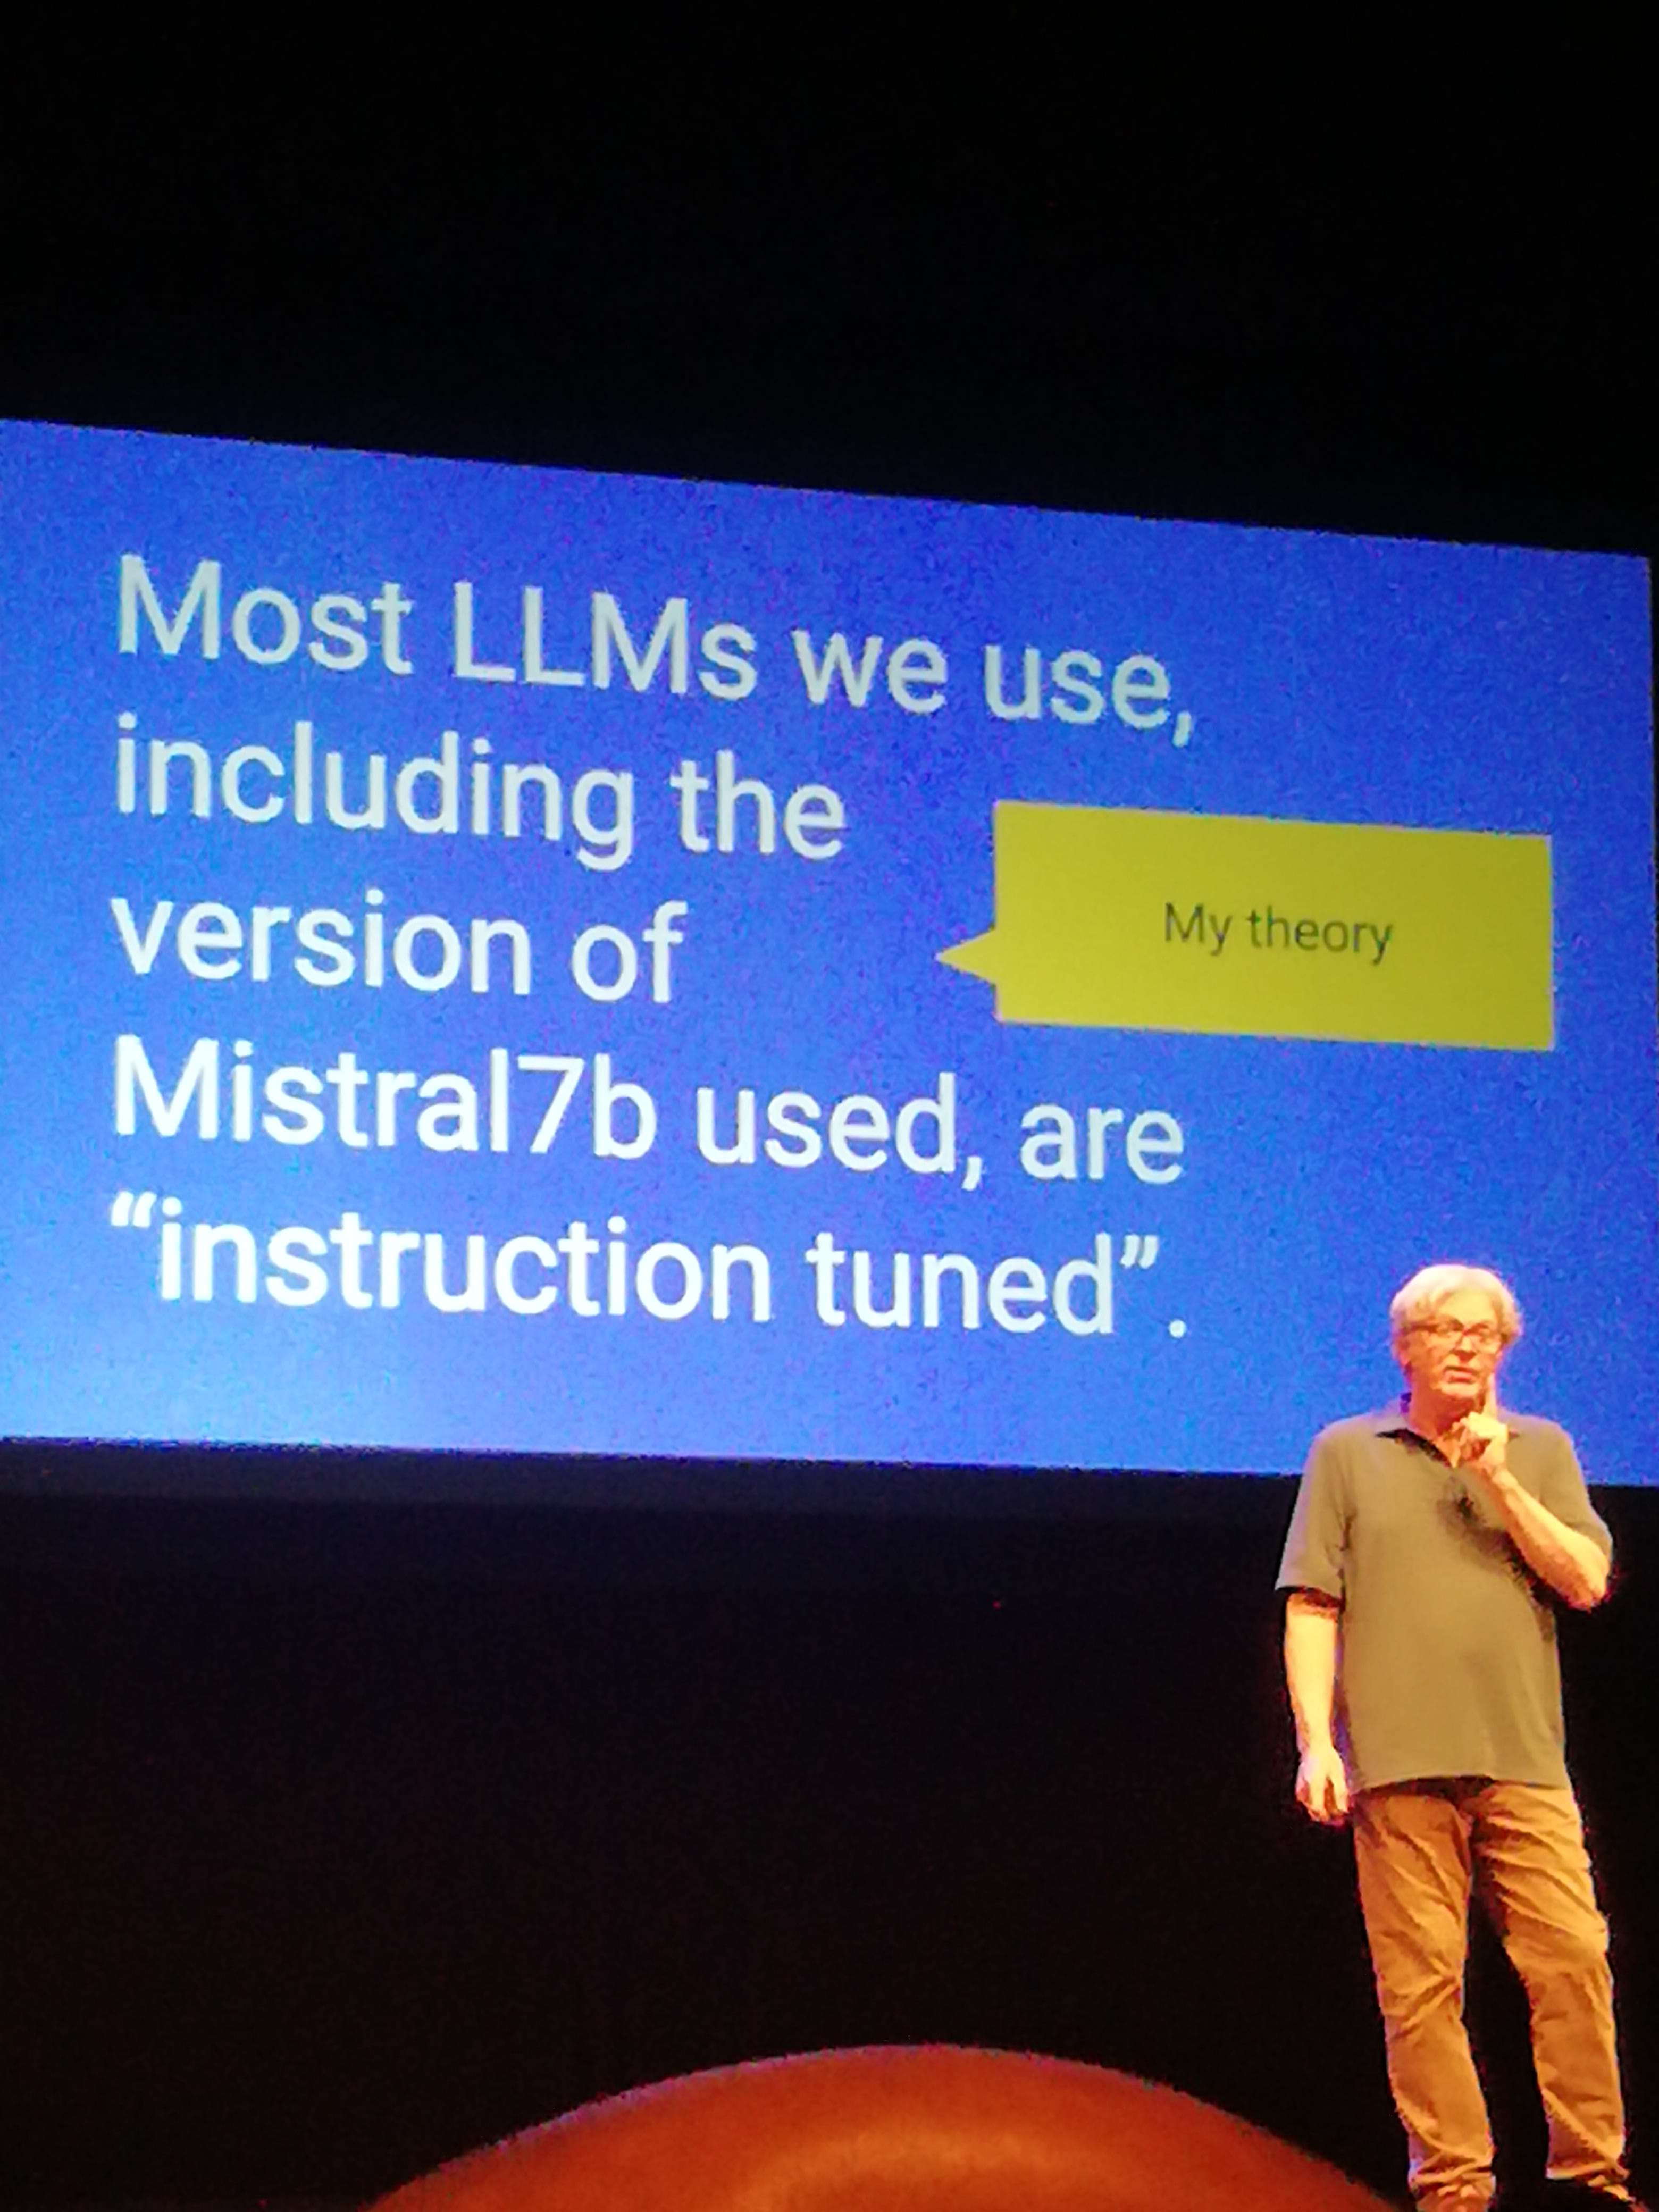 Most LLMs we use,
including the
version of
Mistral7b used, are
“instruction tuned”.
My theory